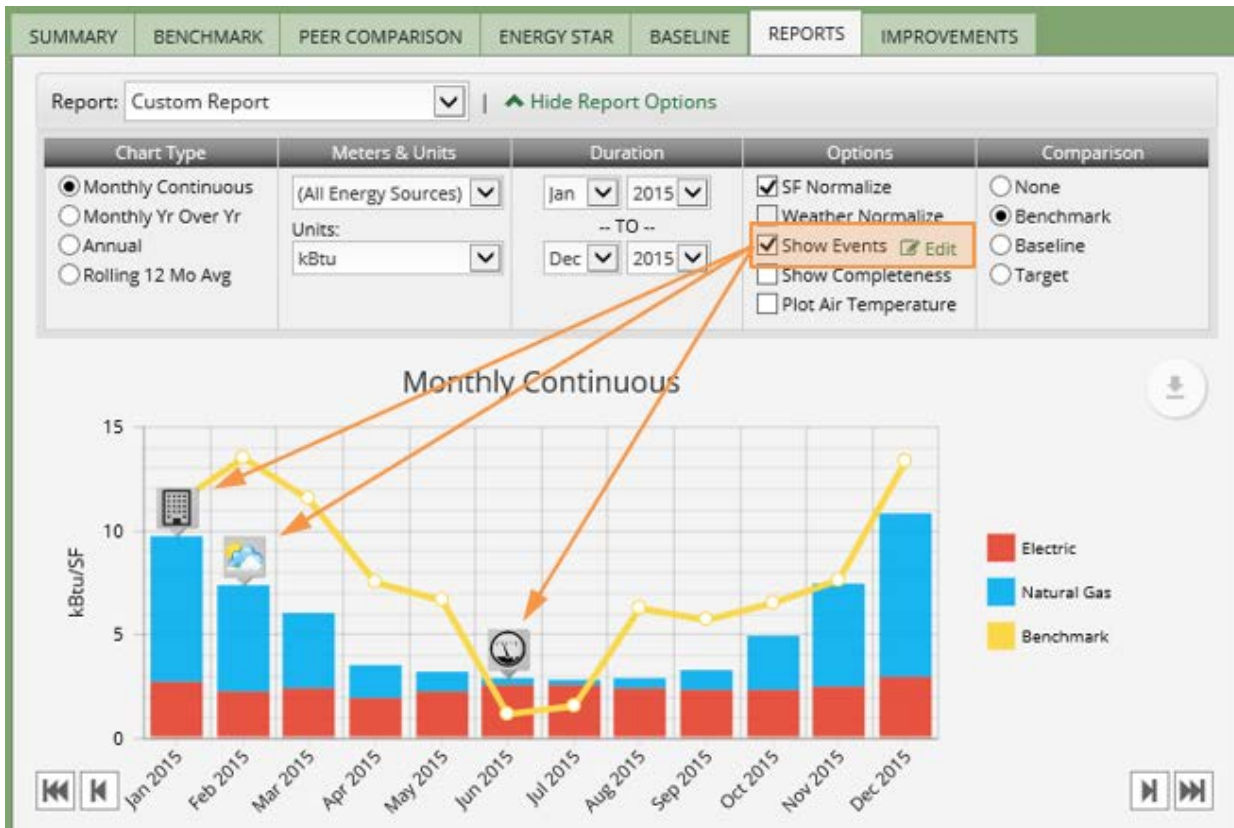 SUMMARY BENCHMARK PEER COMPARISON ENERGY STAR BASELINE REPORTS IMPROVEMENTS
Report: Custom Report | Hide Report Options
Chart Type
Monthly Continuous
Monthly Yr Over Yr
Annual
Rolling 12 Mo Avg
Meters & Units
(All Energy Sources)
Units:
kBtu
Duration
Jan 2015
-- TO --
Dec 2015
Options
SF Normalize
Weather Normalize
Show Events Edit
Show Completeness
Plot Air Temperature
Comparison
None
Benchmark
Baseline
Target
Monthly Continuous
kBtu/SF
15
10
5
0
Jan 2015
Feb 2015
Mar 2015
Apr 2015
May 2015
Jun 2015
Jul 2015
Aug 2015
Sep 2015
Oct 2015
Nov 2015
Dec 2015
Electric
Natural Gas
Benchmark